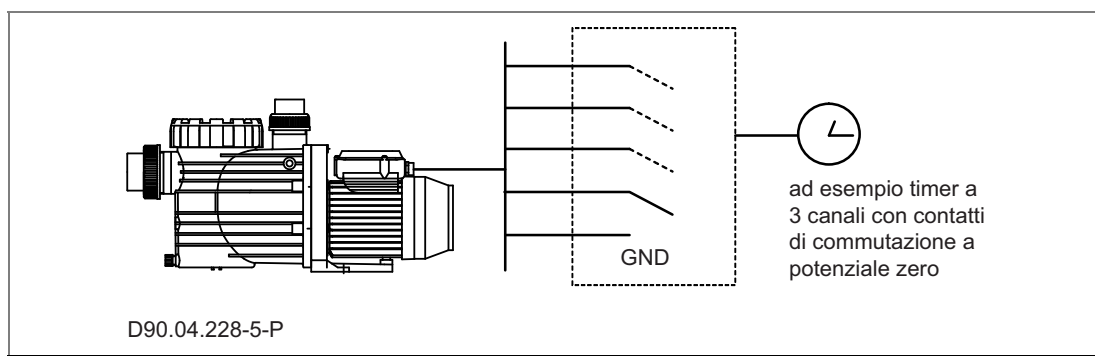 GND
ad esempio timer a
3 canali con contatti
di commutazione a
potenziale zero
D90.04.228-5-P